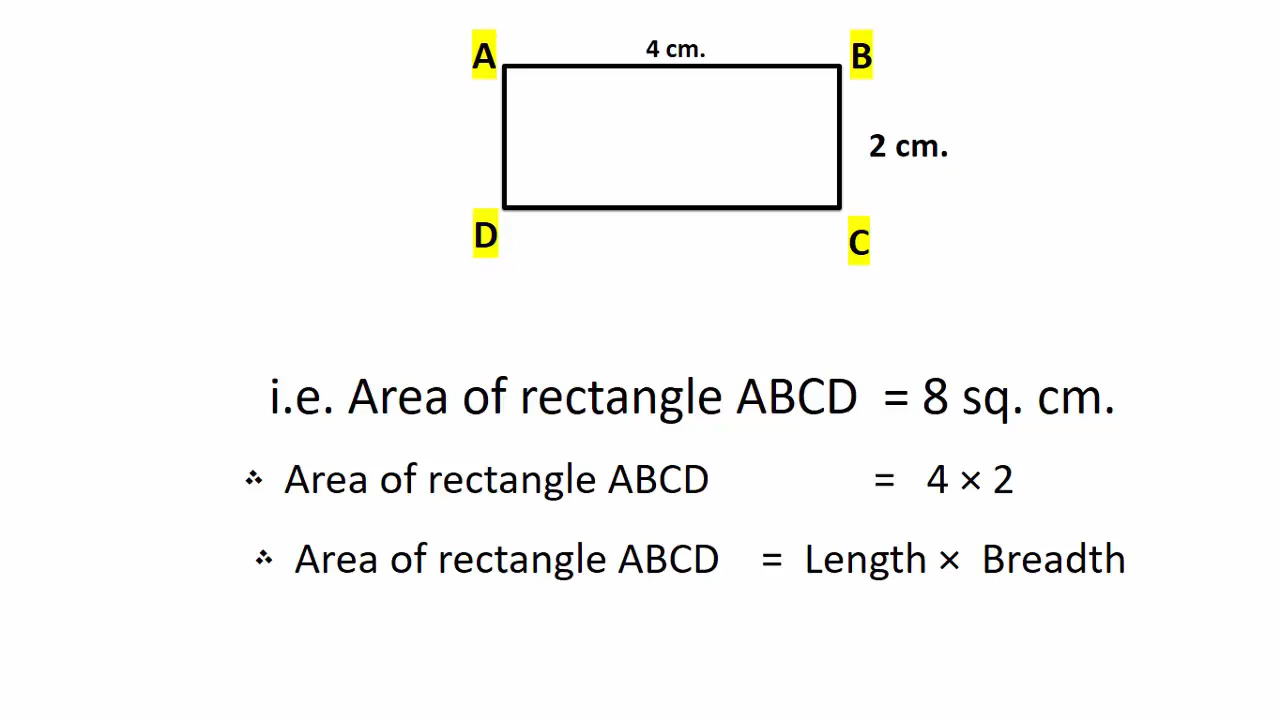 A 4 cm. B
2 cm.
D C
i.e. Area of rectangle ABCD = 8 sq. cm.
∴ Area of rectangle ABCD = 4 × 2
∴ Area of rectangle ABCD = Length × Breadth